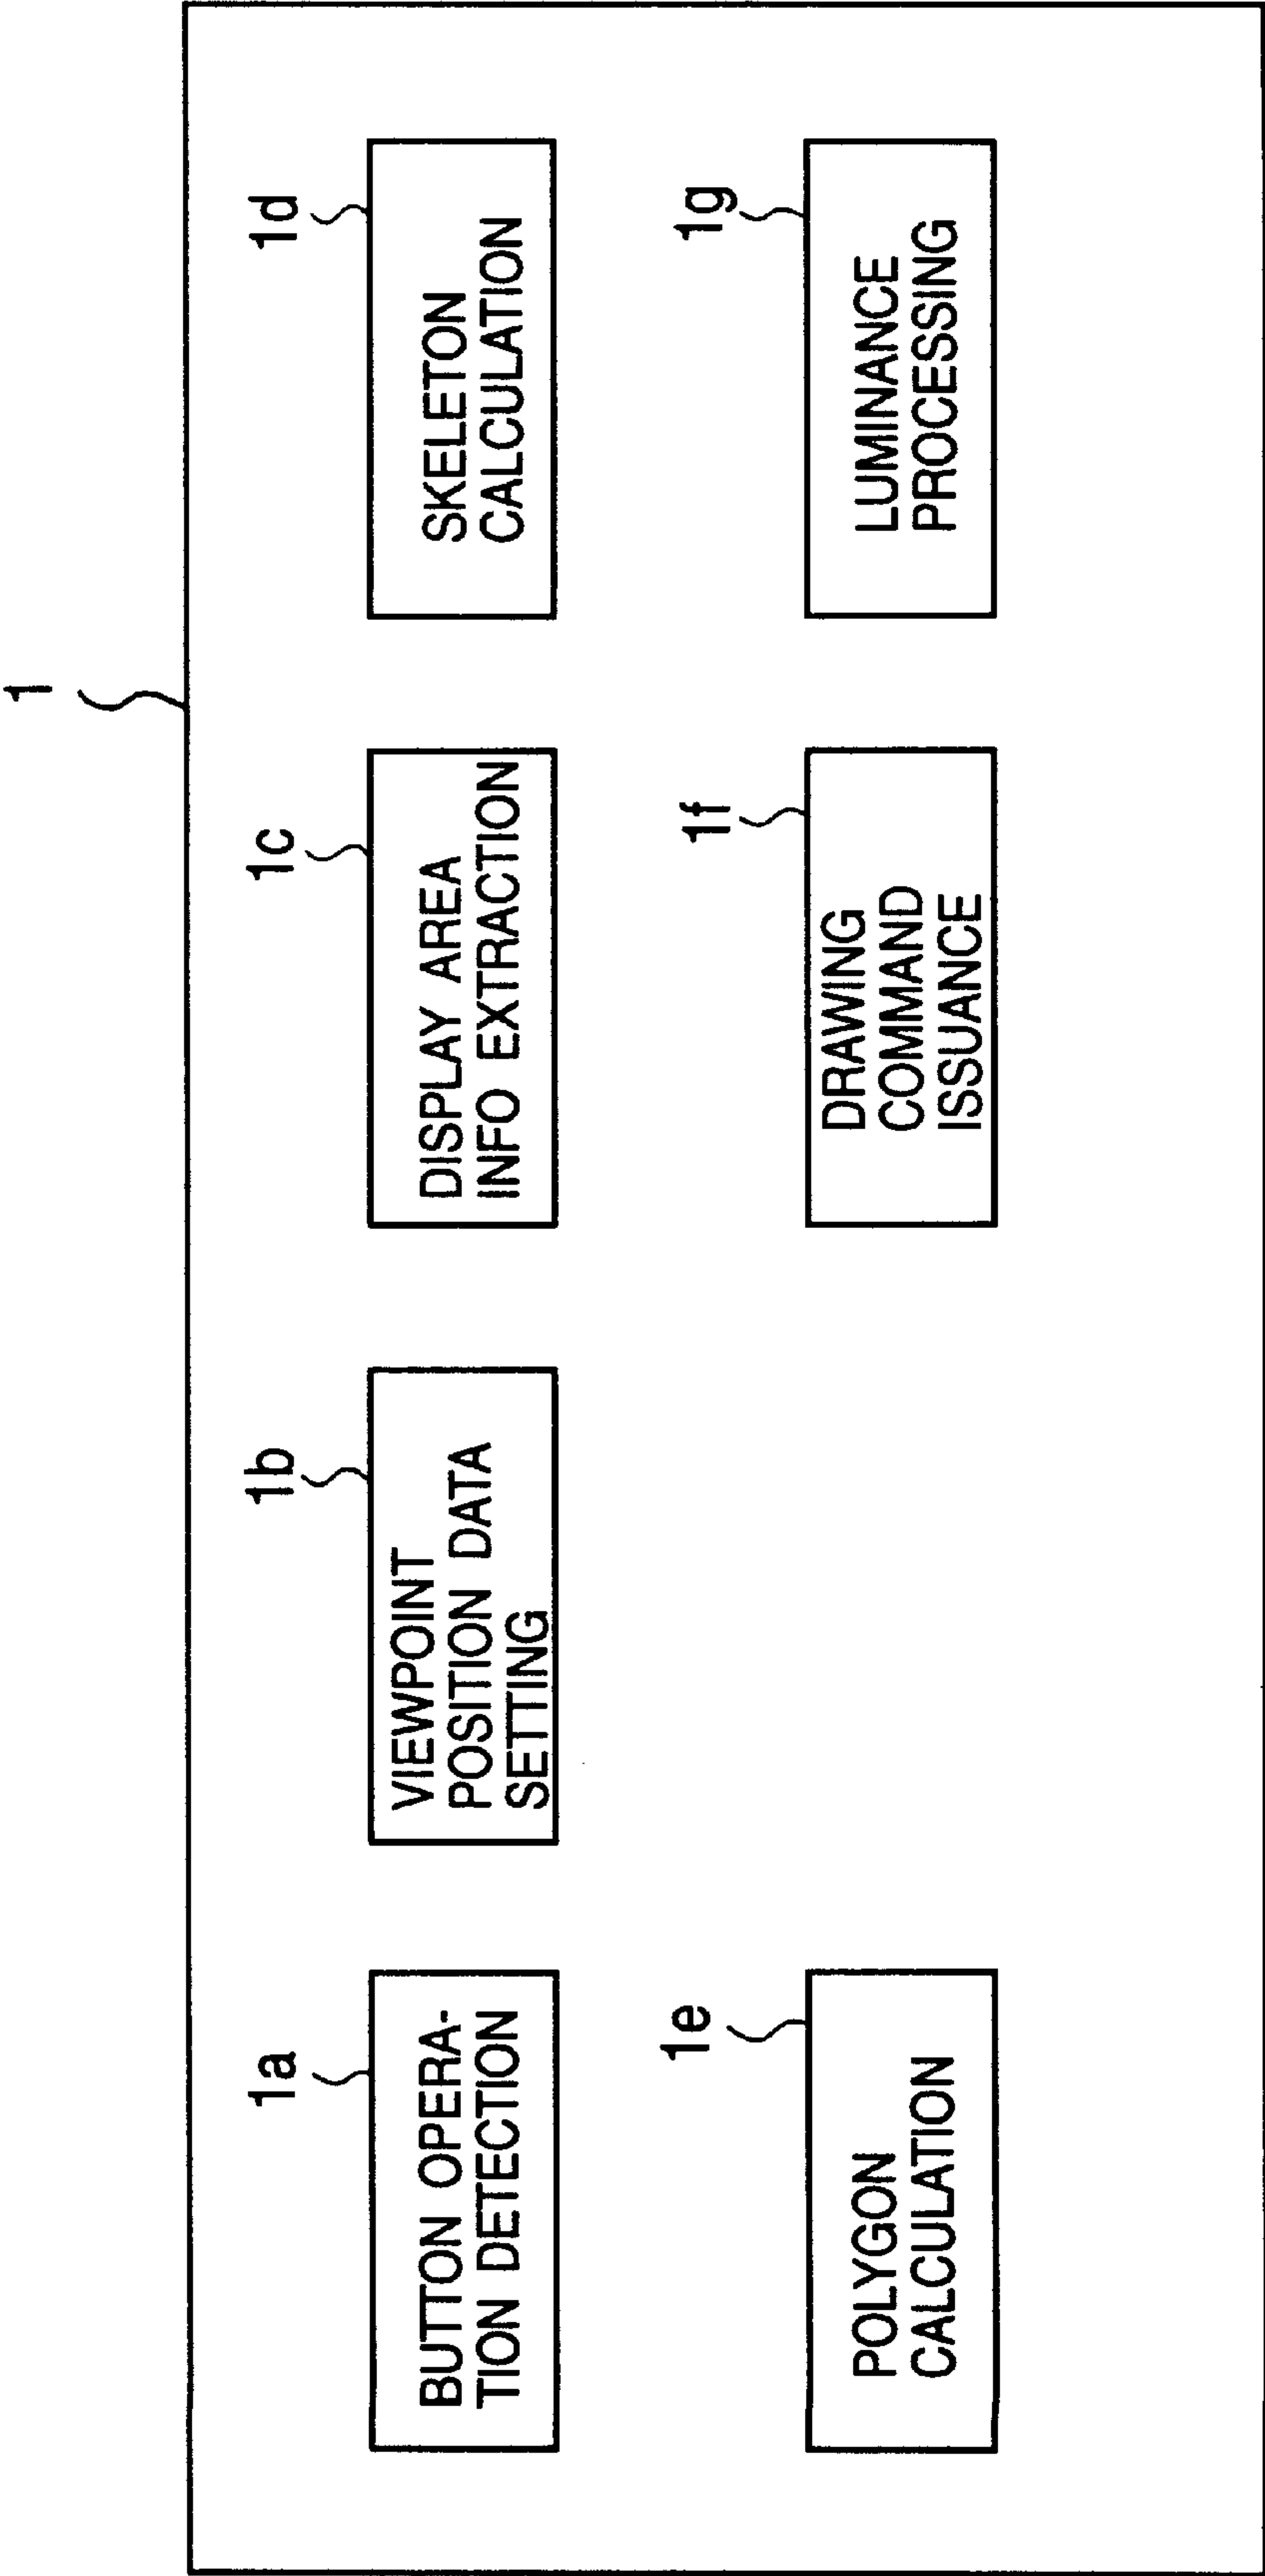 1
1a
BUTTON OPERA-
TION DETECTION
1b
VIEWPOINT
POSITION DATA
SETTING
1c
DISPLAY AREA
INFO EXTRACTION
1d
SKELETON
CALCULATION
1e
POLYGON
CALCULATION
1f
DRAWING
COMMAND
ISSUANCE
1g
LUMINANCE
PROCESSING